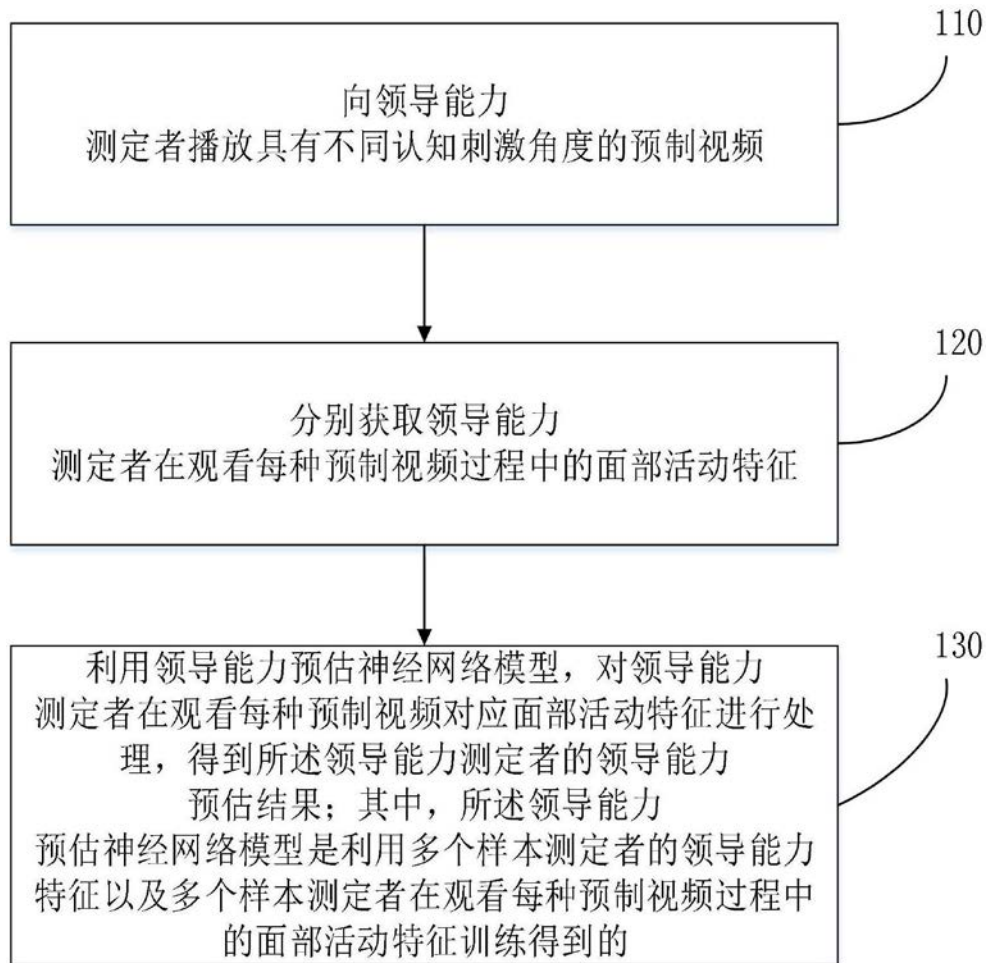 110
向领导能力
测定者播放具有不同认知刺激角度的预制视频
120
分别获取领导能力
测定者在观看每种预制视频过程中的面部活动特征
130
利用领导能力预估神经网络模型，对领导能力
测定者在观看每种预制视频对应面部活动特征进行处
理，得到所述领导能力测定者的领导能力
预估结果；其中，所述领导能力
预估神经网络模型是利用多个样本测定者的领导能力
特征以及多个样本测定者在观看每种预制视频过程中
的面部活动特征训练得到的